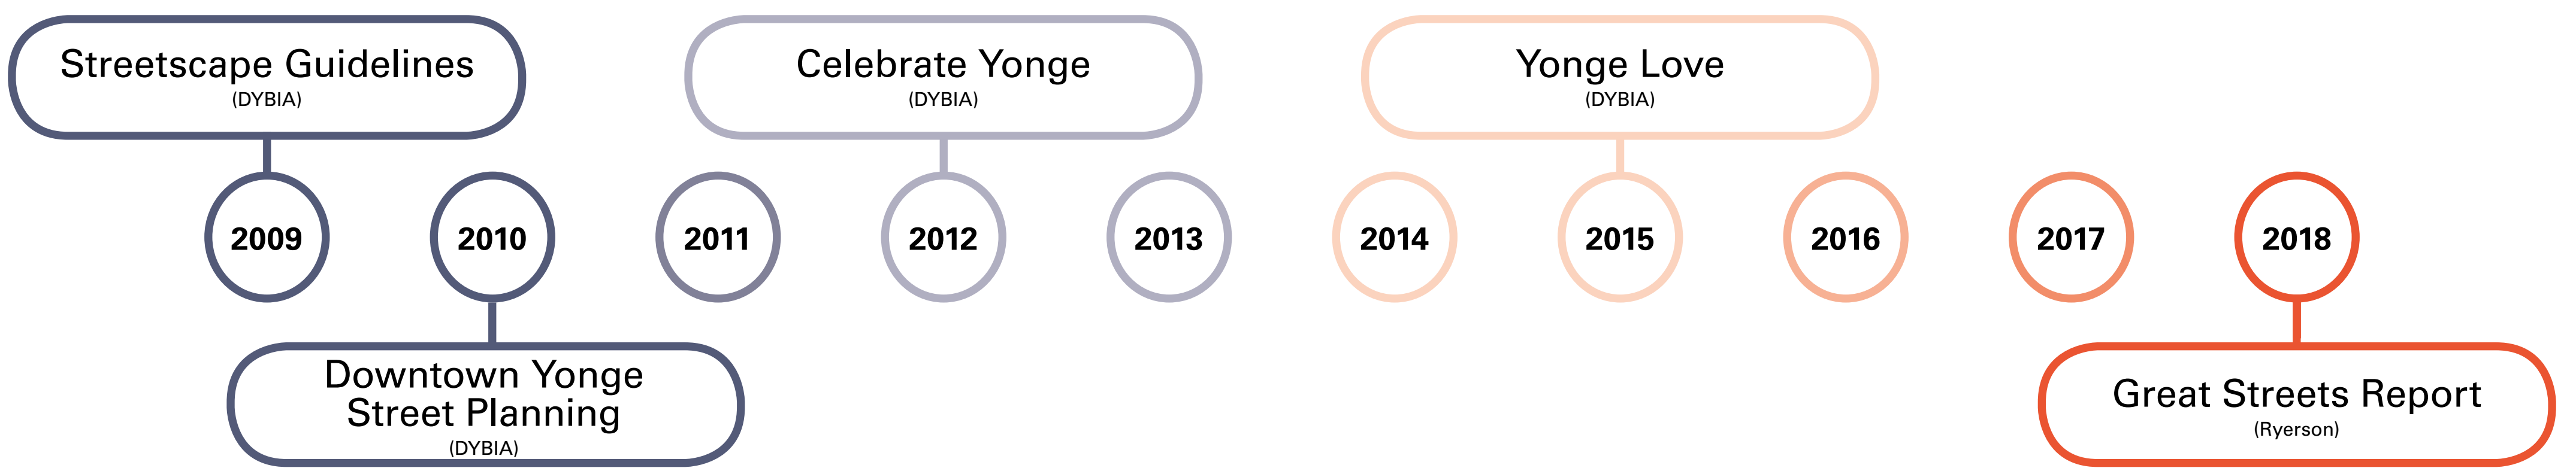 Streetscape Guidelines
(DYBIA)
Celebrate Yonge
(DYBIA)
Yonge Love
(DYBIA)
2009
2010
2011
2012
2013
2014
2015
2016
2017
2018
Downtown Yonge
Street Planning
(DYBIA)
Great Streets Report
(Ryerson)